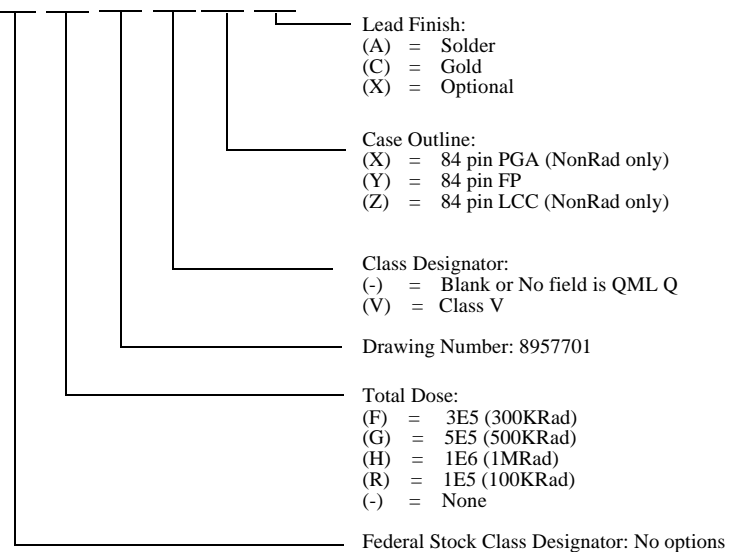 Lead Finish:
(A) = Solder
(C) = Gold
(X) = Optional
Case Outline:
(X) = 84 pin PGA (NonRad only)
(Y) = 84 pin FP
(Z) = 84 pin LCC (NonRad only)
Class Designator:
(-) = Blank or No field is QML Q
(V) = Class V
Drawing Number: 8957701
Total Dose:
(F) = 3E5 (300KRad)
(G) = 5E5 (500KRad)
(H) = 1E6 (1MRad)
(R) = 1E5 (100KRad)
(-) = None
Federal Stock Class Designator: No options